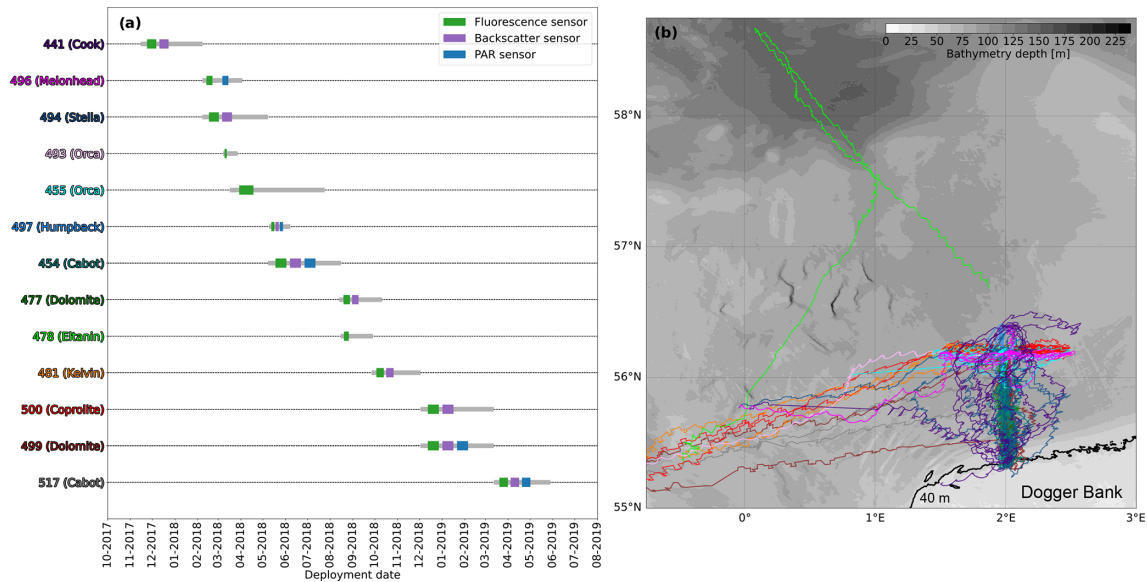 (a)
Fluorescence sensor
Backscatter sensor
PAR sensor
441 (Cook)
496 (Melonhead)
494 (Stella)
493 (Orca)
455 (Orca)
497 (Humpback)
454 (Cabot)
477 (Dolomite)
478 (Eltanin)
481 (Kelvin)
500 (Coprolite)
499 (Dolomite)
517 (Cabot)
10-2017
11-2017
12-2017
01-2018
02-2018
03-2018
04-2018
05-2018
06-2018
07-2018
08-2018
09-2018
10-2018
11-2018
12-2018
01-2019
02-2019
03-2019
04-2019
05-2019
06-2019
07-2019
08-2019
Deployment date
(b)
0 25 50 75 100 125 150 175 200 225
Bathymetry depth [m]
58°N
57°N
56°N
55°N
40 m
Dogger Bank
0° 1°E 2°E 3°E